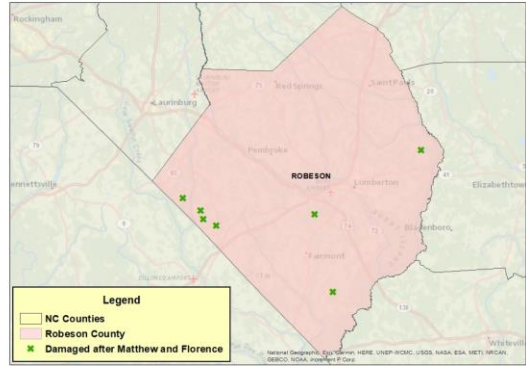 Rockingham
Red Springs
Saint Pauls
Laurinburg
Pembroke
ROBESON
Lumberton
Elizabethtown
ennettsville
Bladenboro
Fairmont
Whiteville
Legend
NC Counties
Robeson County
Damaged after Matthew and Florence
National Geographic, Esri, Garmin, HERE, UNEP-WCMC, USGS, NASA, ESA, METI, NRCAN,
GEBCO, NOAA, increment P Corp.